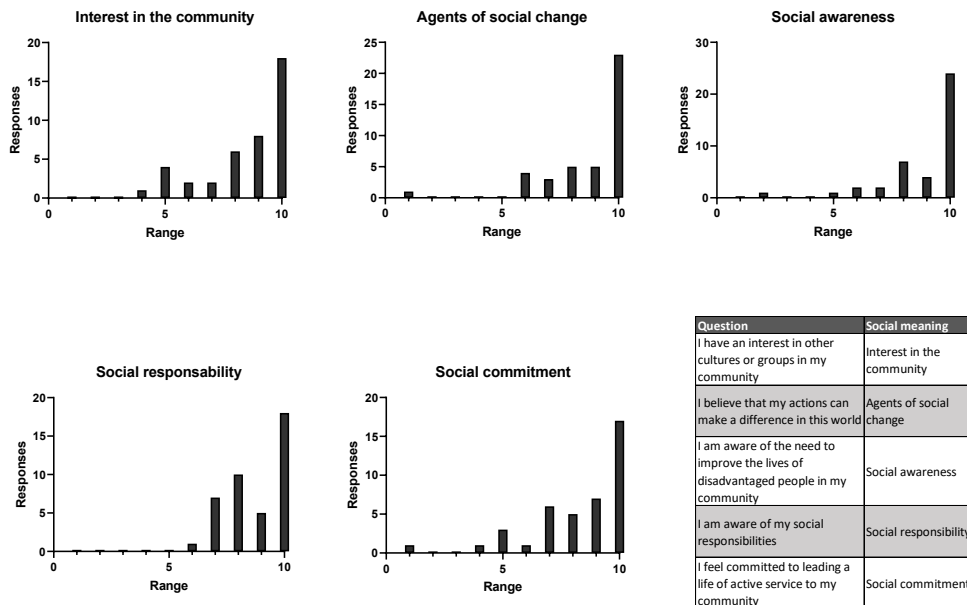 Interest in the community
20
15
10
5
0
0
5
10
Responses
Range
Agents of social change
25
20
15
10
5
0
0
5
10
Responses
Range
Social awareness
30
20
10
0
0
5
10
Responses
Range
Social responsability
20
15
10
5
0
0
5
10
Responses
Range
Social commitment
20
15
10
5
0
0
5
10
Responses
Range
Question Social meaning
I have an interest in other
cultures or groups in my
community
Interest in the
community
I believe that my actions can
make a difference in this world
Agents of social
change
I am aware of the need to
improve the lives of
disadvantaged people in my
community
Social awareness
I am aware of my social
responsibilities
Social responsibility
I feel committed to leading a
life of active service to my
community
Social commitment